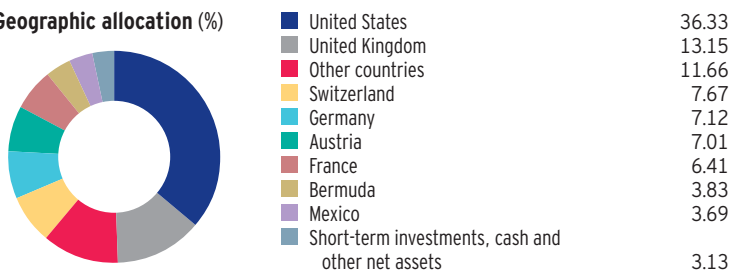 Geographic allocation (%)
United States 36.33
United Kingdom 13.15
Other countries 11.66
Switzerland 7.67
Germany 7.12
Austria 7.01
France 6.41
Bermuda 3.83
Mexico 3.69
Short-term investments, cash and
other net assets 3.13